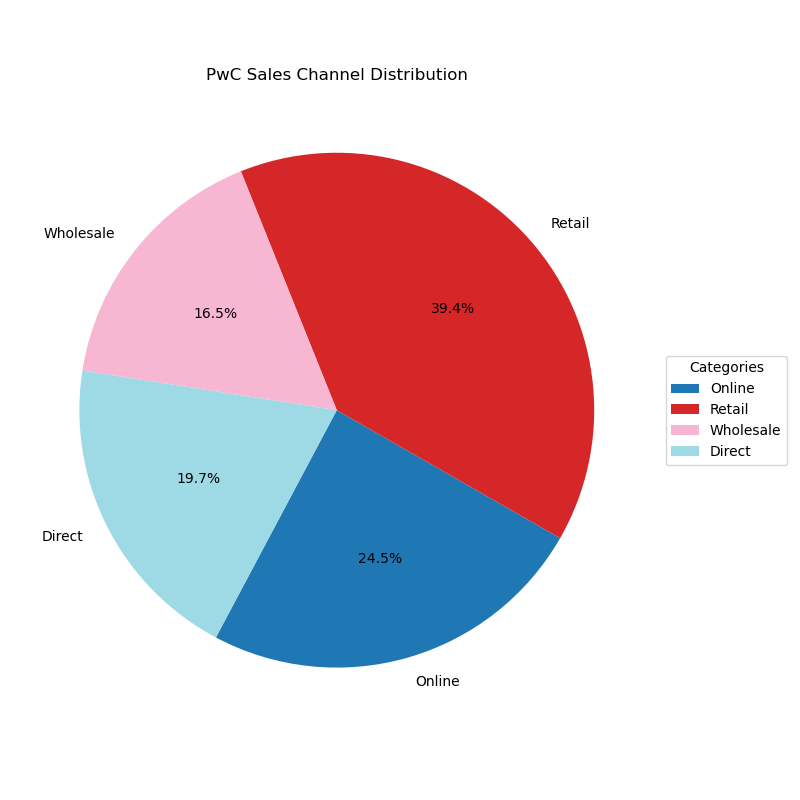 PwC Sales Channel Distribution
Retail
Wholesale
39.4%
16.5%
Categories
Online
Retail
Wholesale
Direct
19.7%
Direct
24.5%
Online